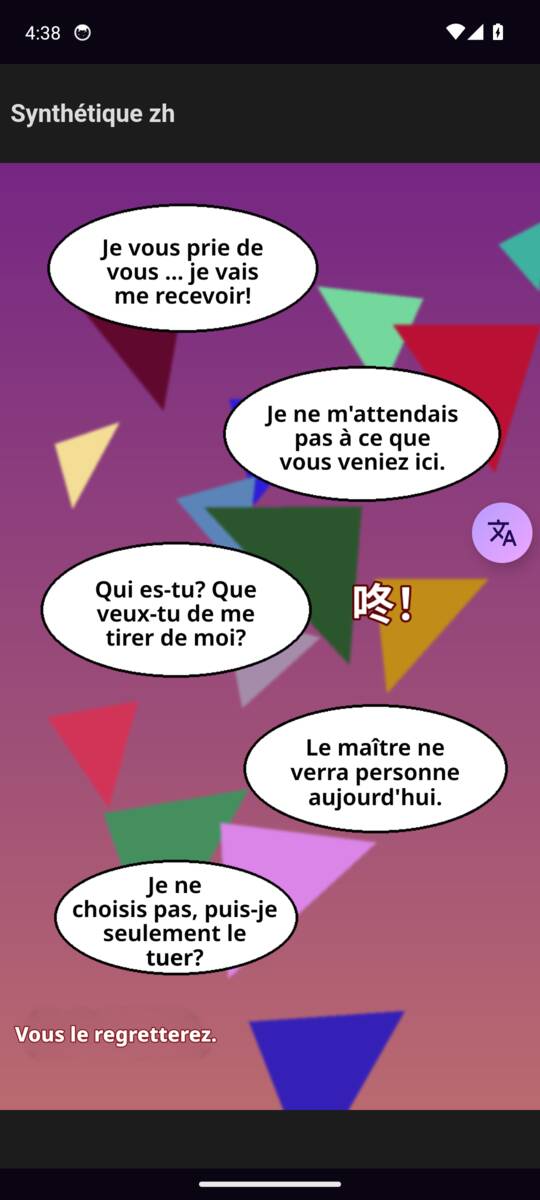 4:38
Synthétique zh
Je vous prie de
vous ... je vais
me recevoir!
Je ne m'attendais
pas à ce que
vous veniez ici.
Qui es-tu? Que
veux-tu de me
tirer de moi?
咚!
Le maître ne
verra personne
aujourd'hui.
Je ne
choisis pas, puis-je
seulement le
tuer?
Vous le regretterez.